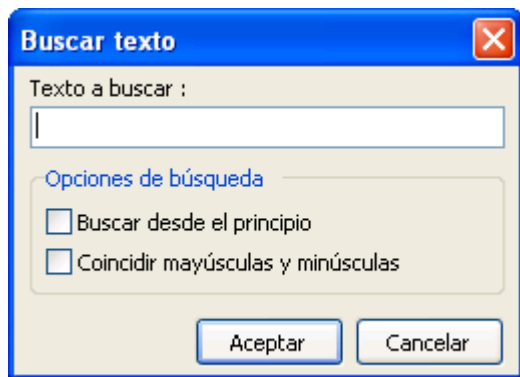 Buscar texto
Texto a buscar :
Opciones de búsqueda
Buscar desde el principio
Coincidir mayúsculas y minúsculas
Aceptar Cancelar